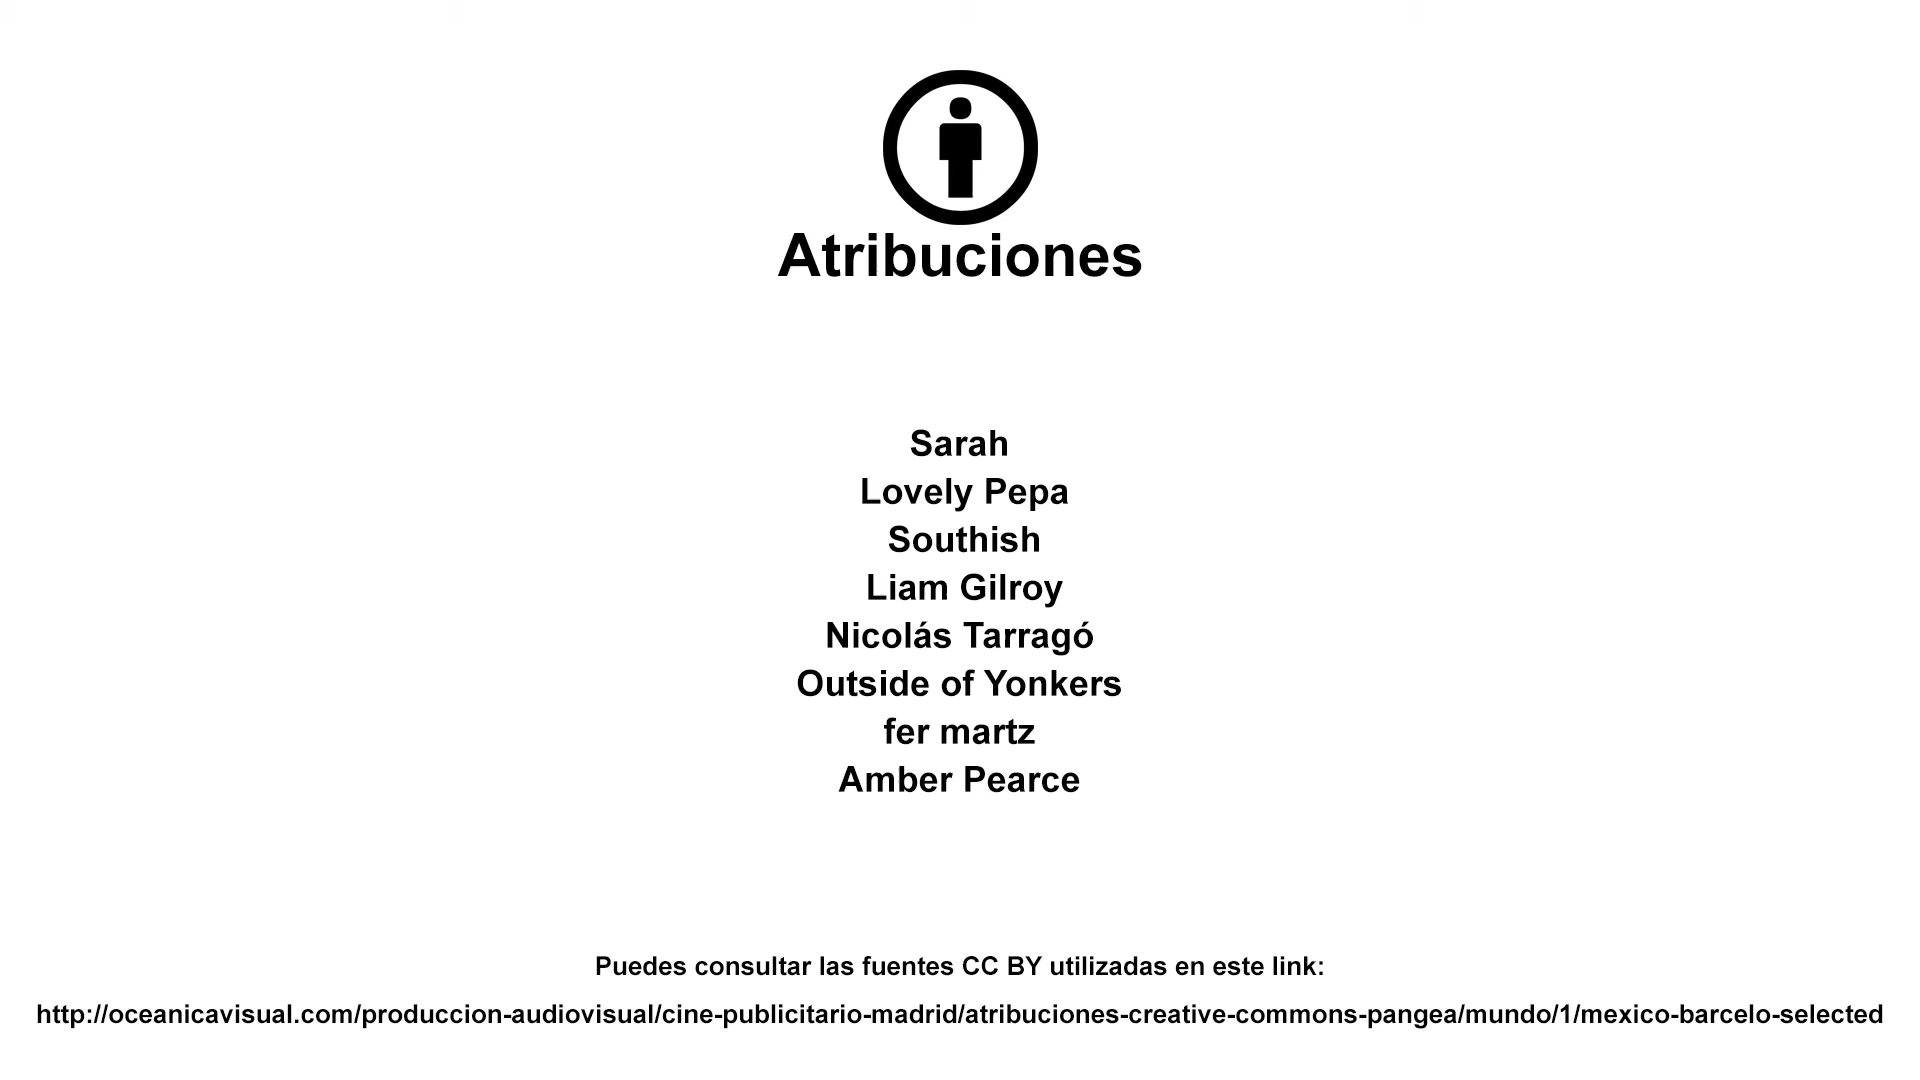 Atribuciones
Sarah
Lovely Pepa
Southish
Liam Gilroy
Nicolás Tarragó
Outside of Yonkers
fer martz
Amber Pearce
Puedes consultar las fuentes CC BY utilizadas en este link:
http://oceanicavisual.com/produccion-audiovisual/cine-publicitario-madrid/atribuciones-creative-commons-pangea/mundo/1/mexico-barcelo-selected